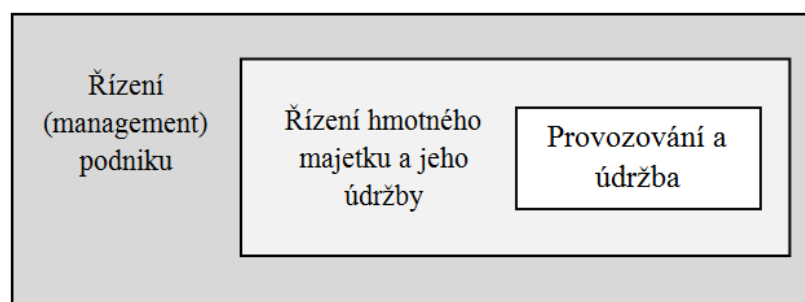 Řízení
(management)
podniku
Řízení hmotného
majetku a jeho
údržby
Provozování a
údržba